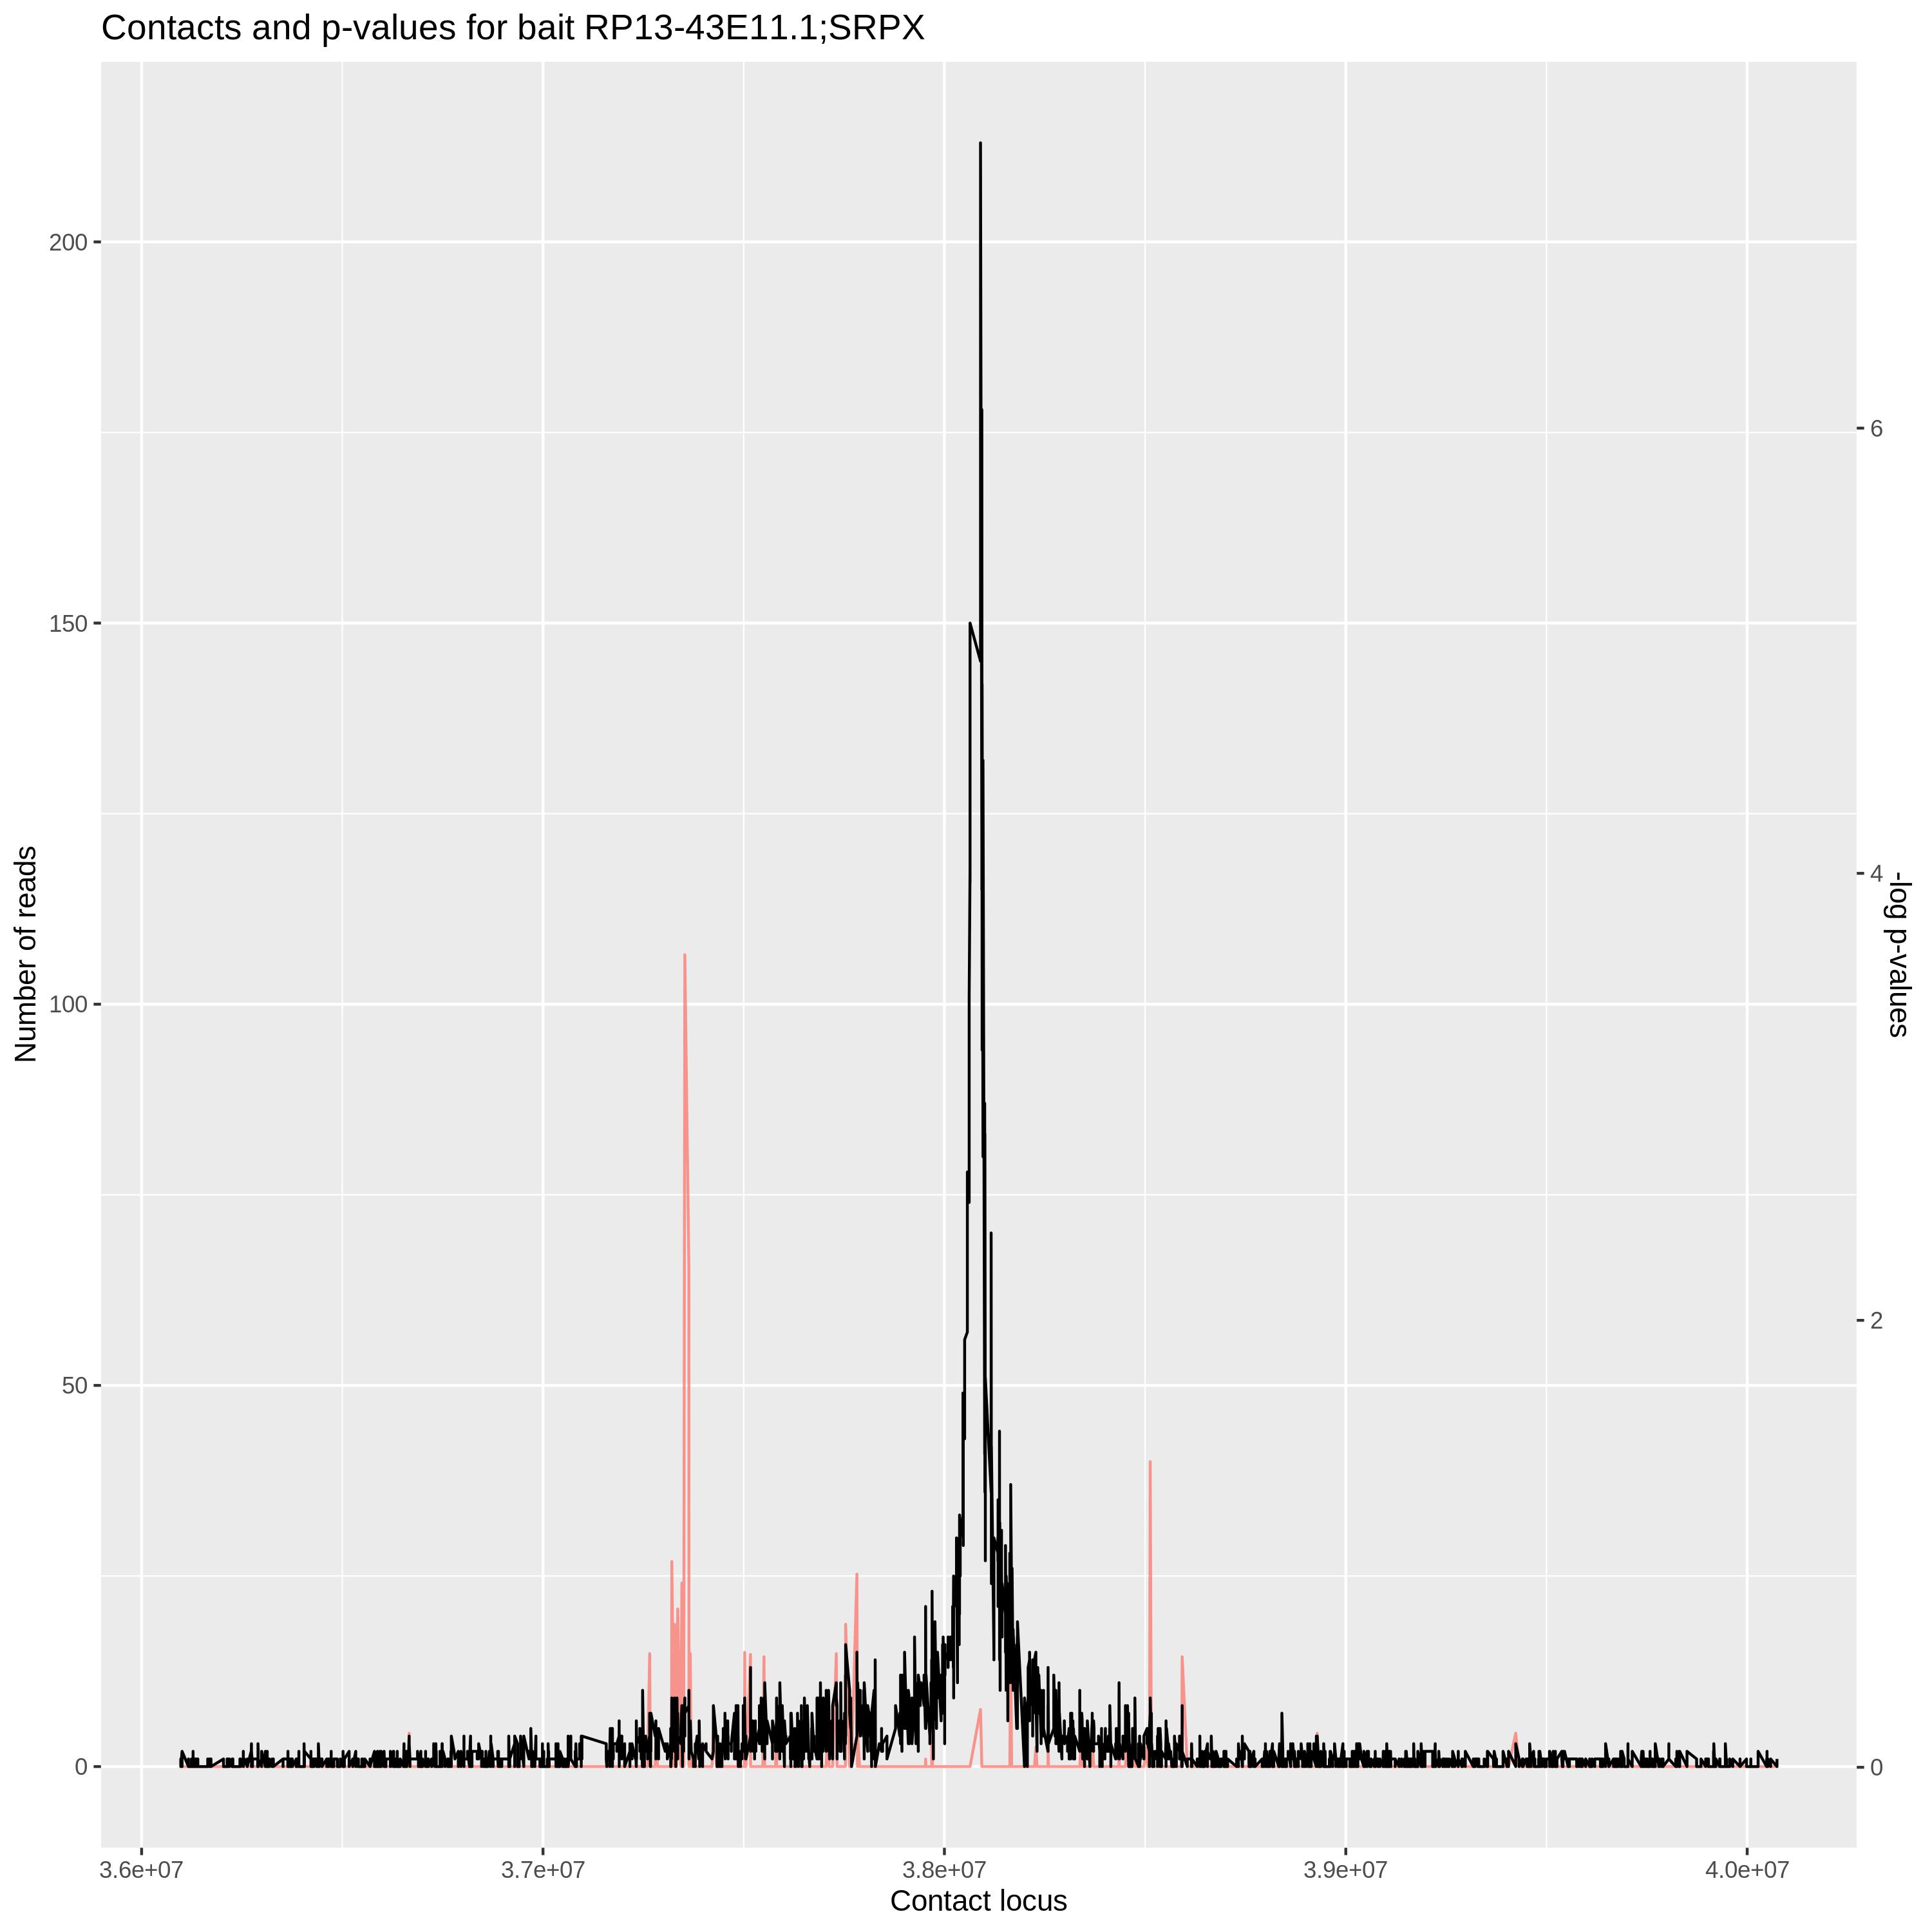 Contacts and p-values for bait RP13-43E11.1;SRPX
200
150
100
50
0
Number of reads
6
4
2
0
-log p-values
3.6e+07
3.7e+07
3.8e+07
3.9e+07
4.0e+07
Contact locus